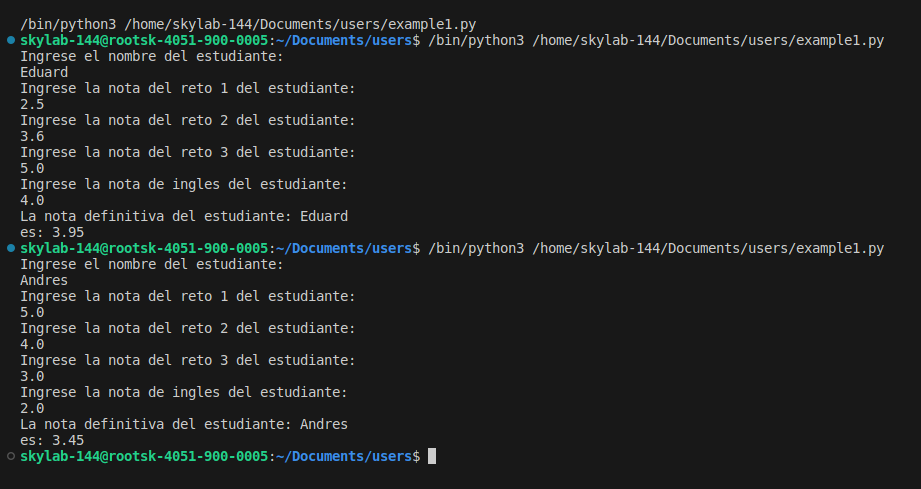 /bin/python3 /home/skylab-144/Documents/users/example1.py
skylab-144@rootsk-4051-900-0005:~/Documents/users$ /bin/python3 /home/skylab-144/Documents/users/example1.py
Ingrese el nombre del estudiante:
Eduard
Ingrese la nota del reto 1 del estudiante:
2.5
Ingrese la nota del reto 2 del estudiante:
3.6
Ingrese la nota del reto 3 del estudiante:
5.0
Ingrese la nota de ingles del estudiante:
4.0
La nota definitiva del estudiante: Eduard
es: 3.95
skylab-144@rootsk-4051-900-0005:~/Documents/users$ /bin/python3 /home/skylab-144/Documents/users/example1.py
Ingrese el nombre del estudiante:
Andres
Ingrese la nota del reto 1 del estudiante:
5.0
Ingrese la nota del reto 2 del estudiante:
4.0
Ingrese la nota del reto 3 del estudiante:
3.0
Ingrese la nota de ingles del estudiante:
2.0
La nota definitiva del estudiante: Andres
es: 3.45
skylab-144@rootsk-4051-900-0005:~/Documents/users$